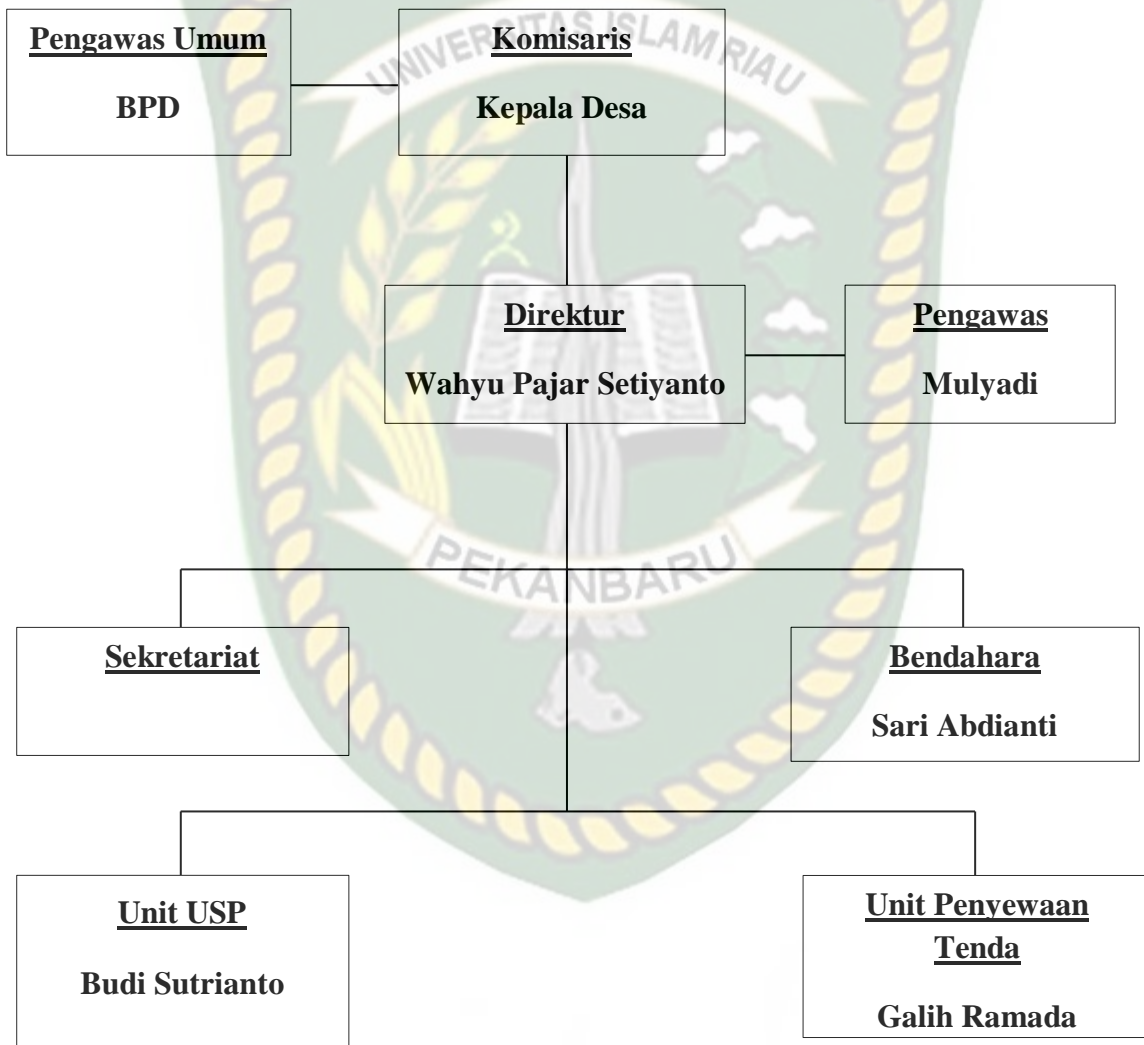 UNIVERSITAS ISLAM RIAU
Pengawas Umum
BPD
Komisaris
Kepala Desa
Direktur
Wahyu Pajar Setiyanto
Pengawas
Mulyadi
PEKANBARU
Sekretariat
Bendahara
Sari Abdianti
Unit USP
Budi Sutrianto
Unit Penyewaan
Tenda
Galih Ramada